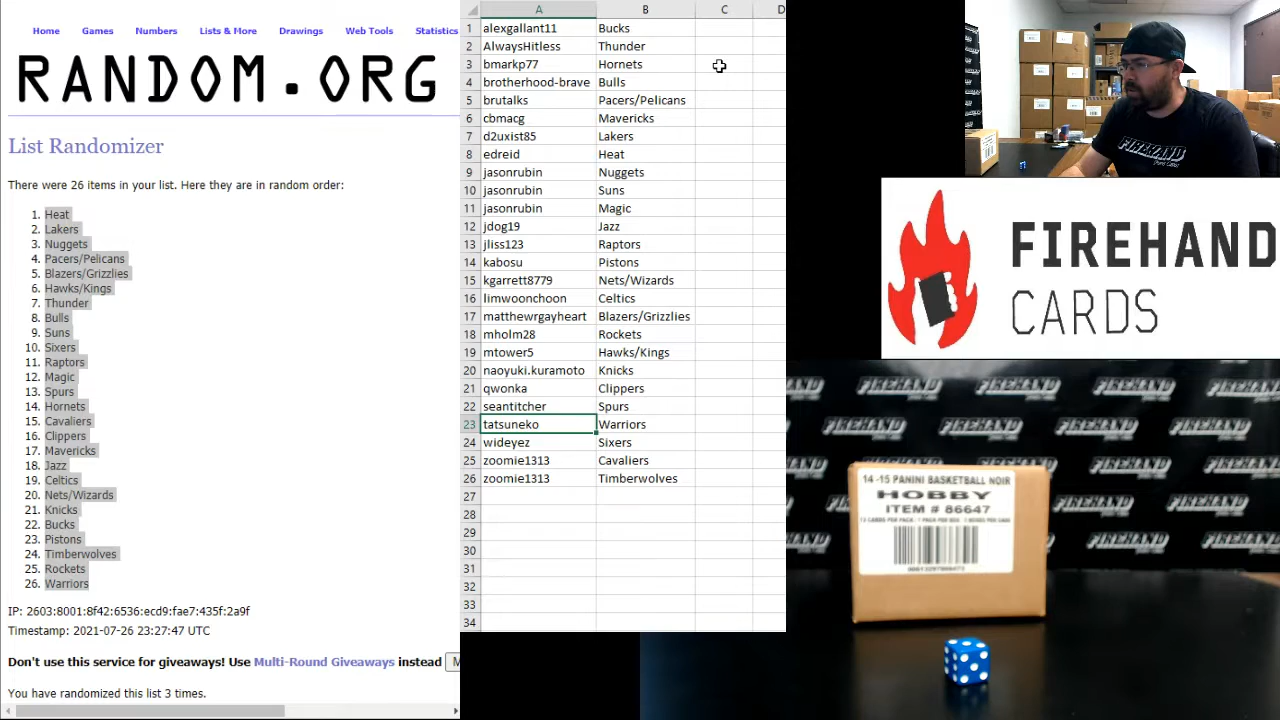 Home Games Numbers Lists & More Drawings Web Tools Statistics
RANDOM.ORG
List Randomizer
There were 26 items in your list. Here they are in random order:
1. Heat
2. Lakers
3. Nuggets
4. Pacers/Pelicans
5. Blazers/Grizzlies
6. Hawks/Kings
7. Thunder
8. Bulls
9. Suns
10. Sixers
11. Raptors
12. Magic
13. Spurs
14. Hornets
15. Cavaliers
16. Clippers
17. Mavericks
18. Jazz
19. Celtics
20. Nets/Wizards
21. Knicks
22. Bucks
23. Pistons
24. Timberwolves
25. Rockets
26. Warriors
IP: 2603:8001:8f42:6536:ecd9:fae7:435f:2a9f
Timestamp: 2021-07-26 23:27:47 UTC
Don't use this service for giveaways! Use Multi-Round Giveaways instead
You have randomized this list 3 times.
A B C D
1 alexgallant11 Bucks
2 AlwaysHitless Thunder
3 bmarkp77 Hornets
4 brotherhood-brave Bulls
5 brutalks Pacers/Pelicans
6 cbmacg Mavericks
7 d2uxist85 Lakers
8 edreid Heat
9 jasonrubin Nuggets
10 jasonrubin Suns
11 jasonrubin Magic
12 jdog19 Jazz
13 jliss123 Raptors
14 kabosu Pistons
15 kgarrett8779 Nets/Wizards
16 limwoonchoon Celtics
17 matthewrgayheart Blazers/Grizzlies
18 mholm28 Rockets
19 mtower5 Hawks/Kings
20 naoyuki.kuramoto Knicks
21 qwonka Clippers
22 seantitcher Spurs
23 tatsuneko Warriors
24 wideyez Sixers
25 zoomie1313 Cavaliers
26 zoomie1313 Timberwolves
27
28
29
30
31
32
33
34
FIREHAND
FIREHAND
CARDS
FIREHAND
14-15 PANINI BASKETBALL NOIR
HOBBY
ITEM # 86647